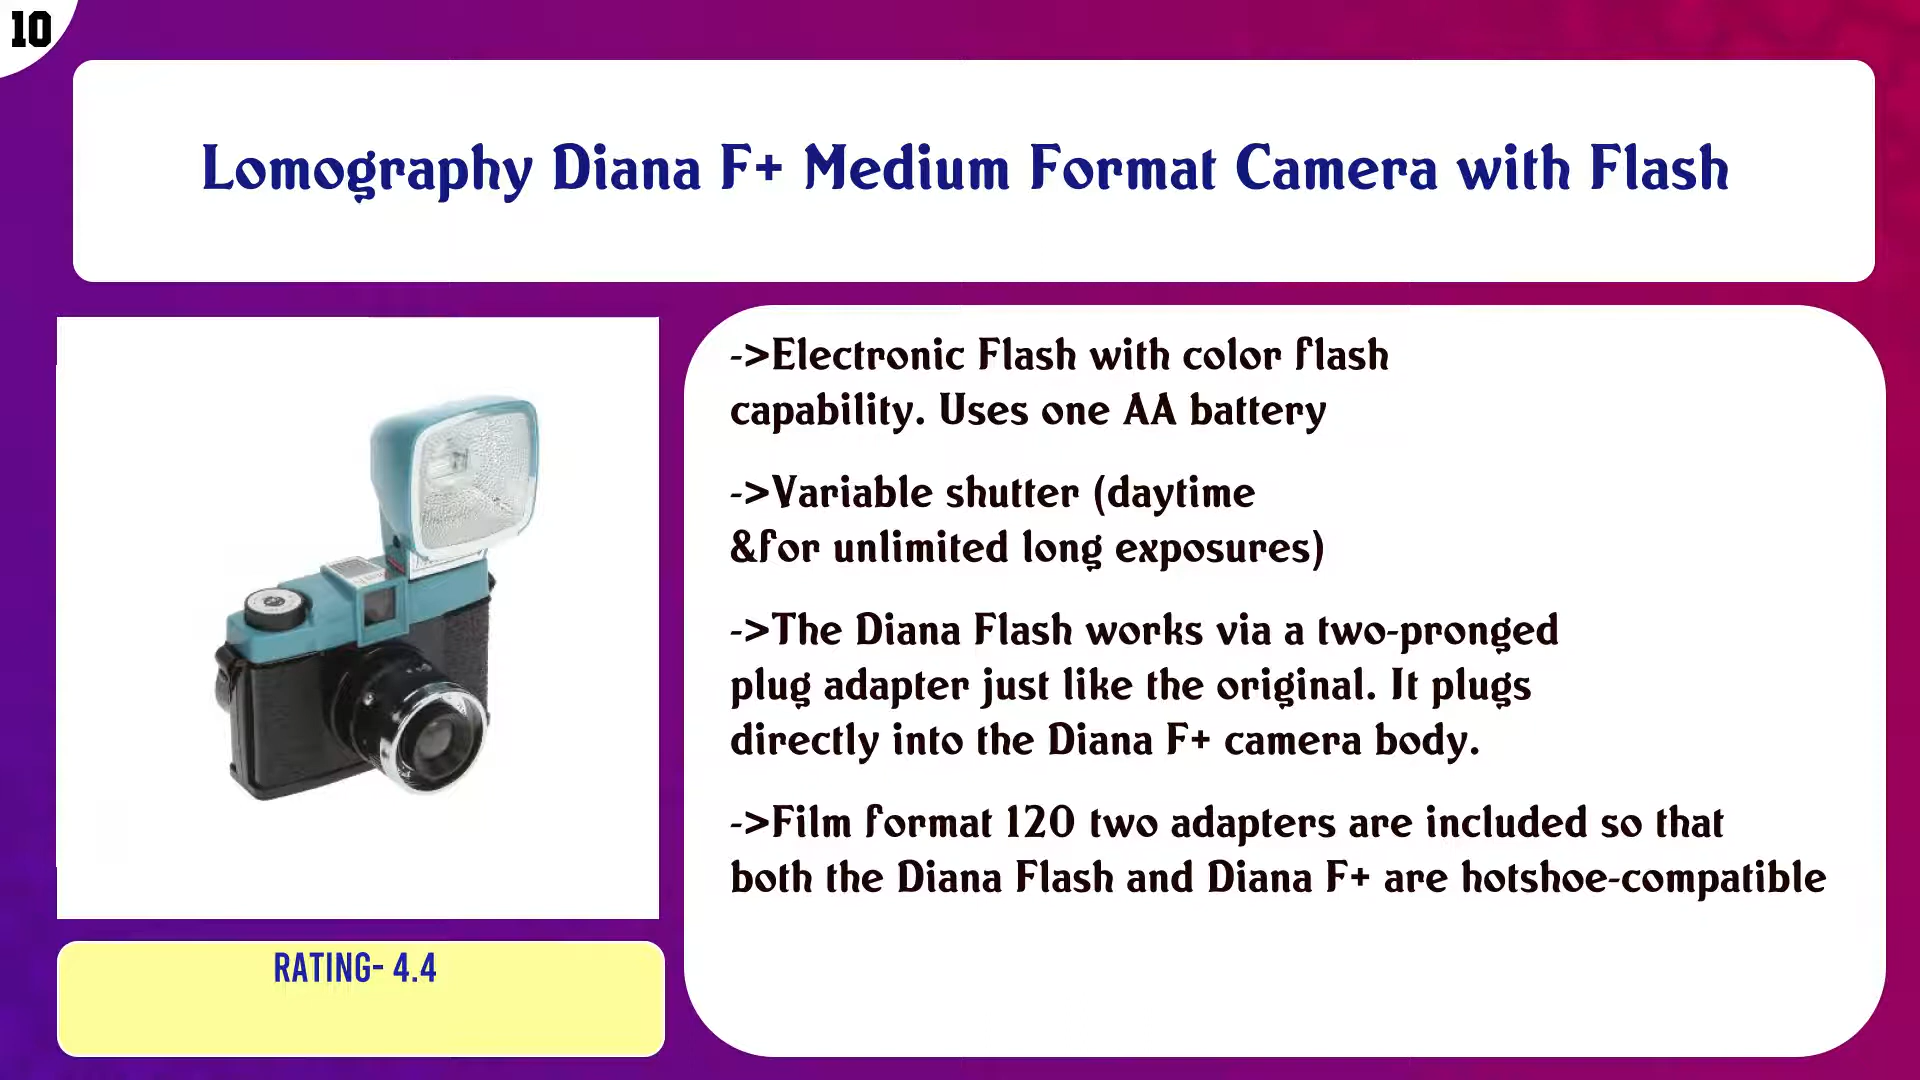 10
Lomography Diana F+ Medium Format Camera with Flash
->Electronic Flash with color flash
capability. Uses one AA battery
->Variable shutter (daytime
&for unlimited long exposures)
->The Diana Flash works via a two-pronged
plug adapter just like the original. It plugs
directly into the Diana F+ camera body.
->Film format 120 two adapters are included so that
both the Diana Flash and Diana F+ are hotshoe-compatible
RATING- 4.4